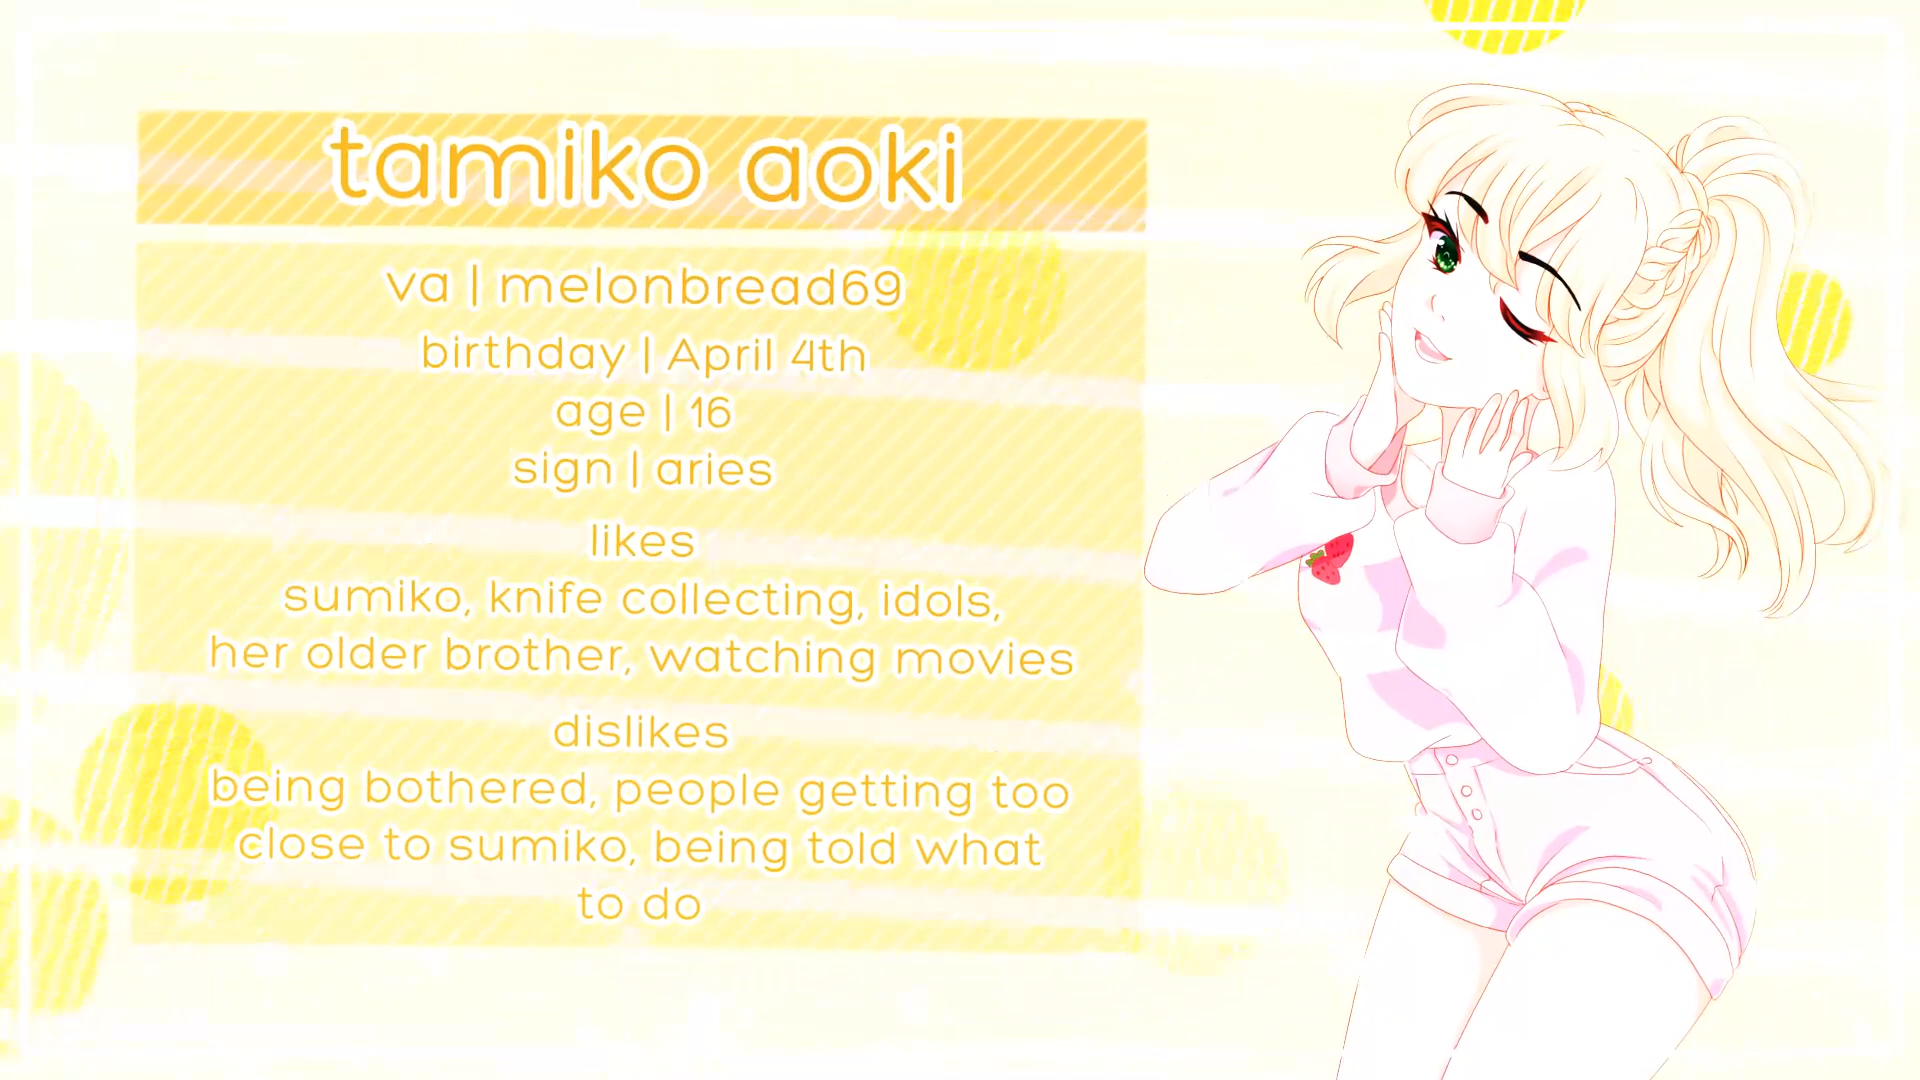 tamiko aoki
va | melonbread69
birthday | April 4th
age | 16
sign | aries
likes
sumiko, knife collecting, idols,
her older brother, watching movies
dislikes
being bothered, people getting too
close to sumiko, being told what
to do